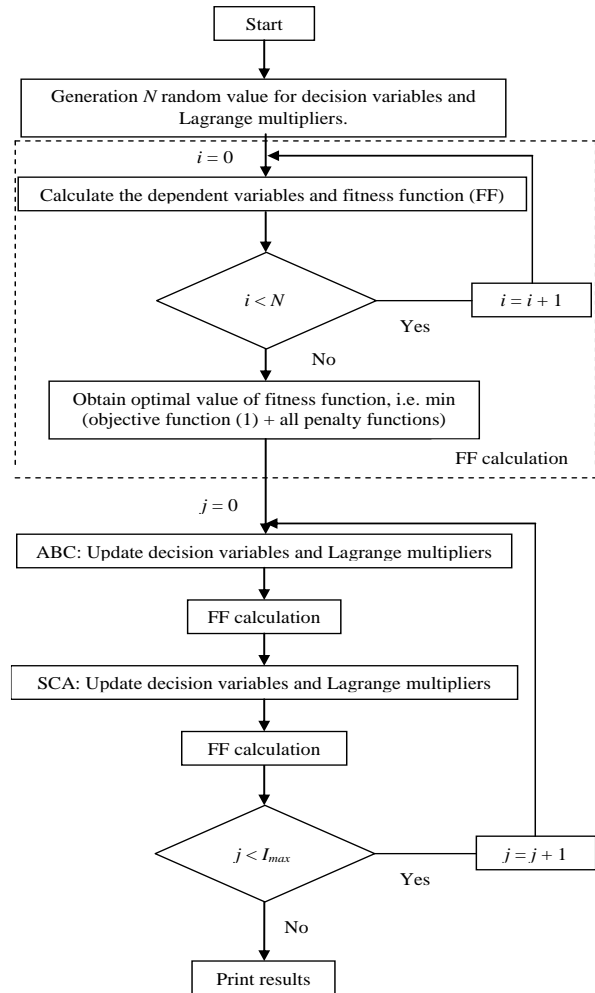 Start
Generation N random value for decision variables and
Lagrange multipliers.
i = 0
Calculate the dependent variables and fitness function (FF)
i < N
Yes
i = i + 1
No
Obtain optimal value of fitness function, i.e. min
(objective function (1) + all penalty functions)
FF calculation
j = 0
ABC: Update decision variables and Lagrange multipliers
FF calculation
SCA: Update decision variables and Lagrange multipliers
FF calculation
j < Imax
Yes
j = j + 1
No
Print results